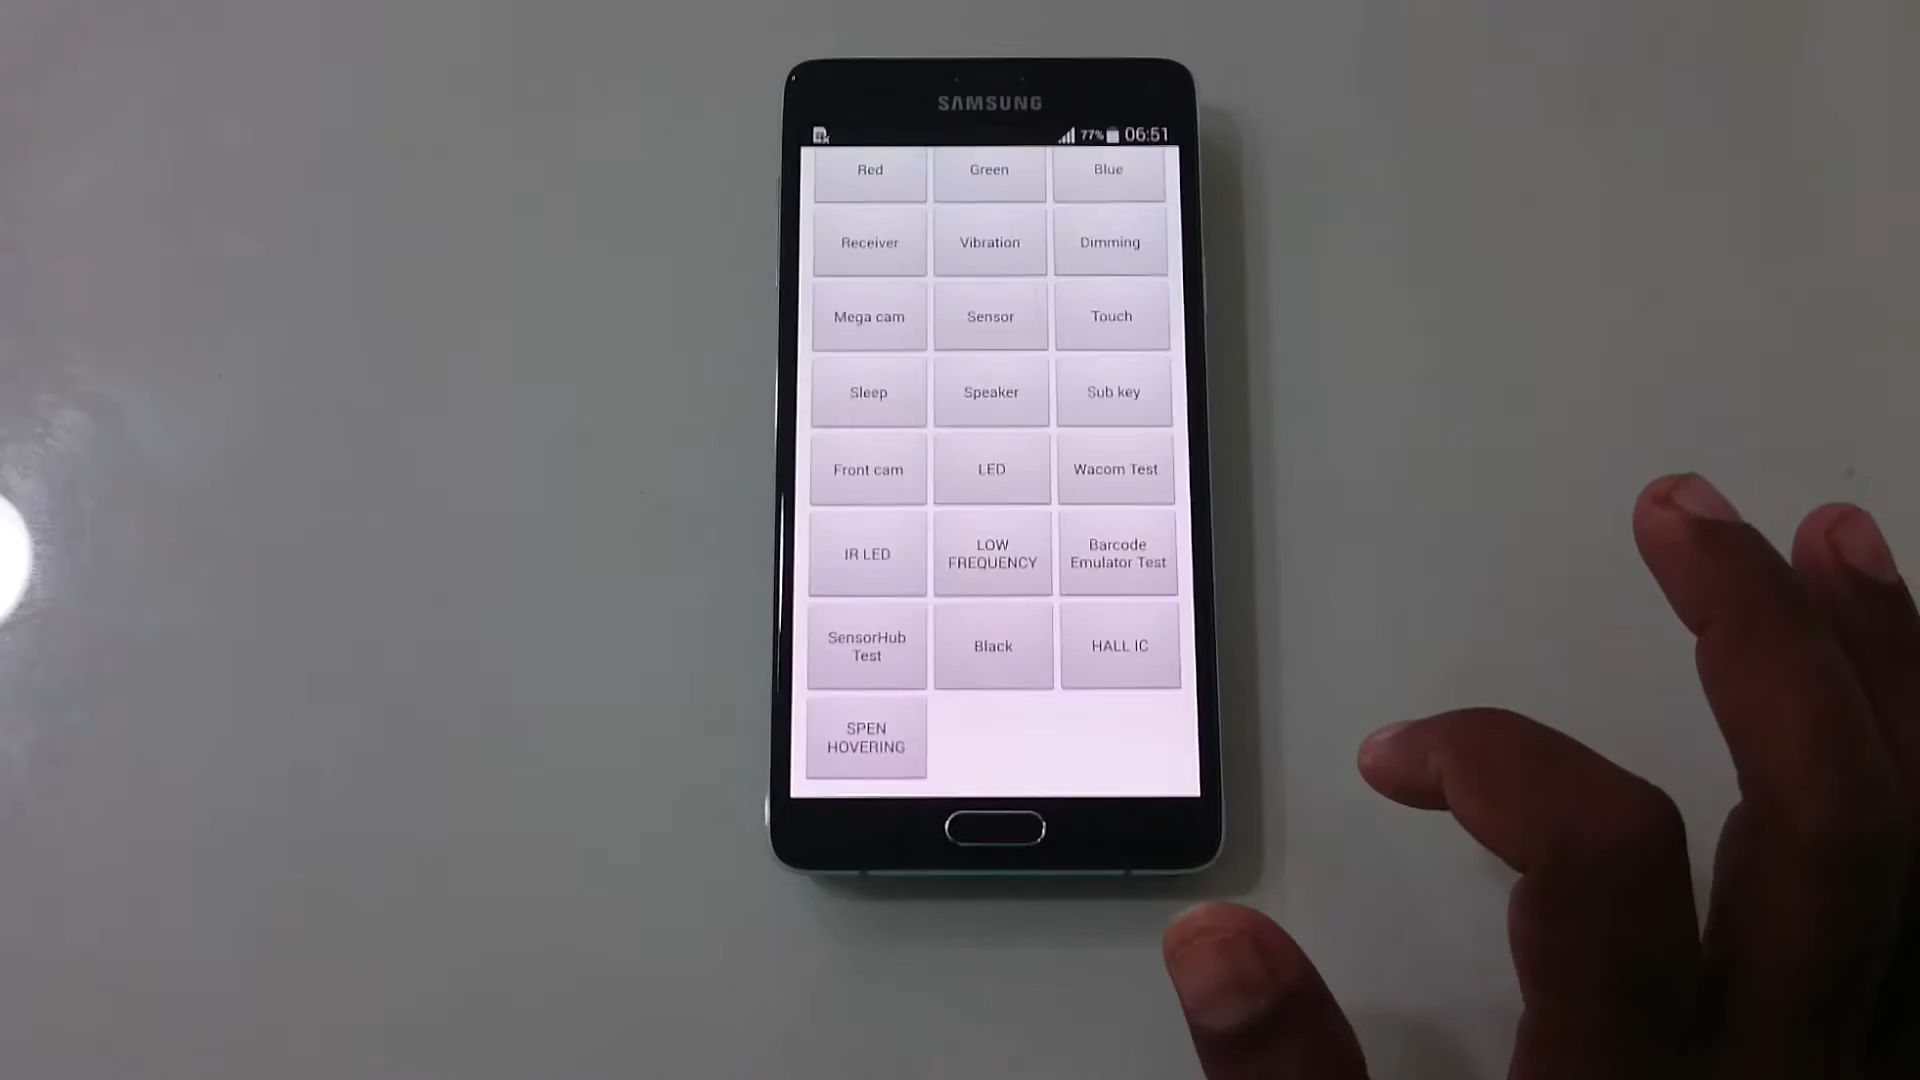 SAMSUNG
77% 06:51
Red Green Blue
Receiver Vibration Dimming
Mega cam Sensor Touch
Sleep Speaker Sub key
Front cam LED Wacom Test
IR LED
LOW
FREQUENCY
Barcode
Emulator Test
SensorHub
Test
Black
HALL IC
SPEN
HOVERING